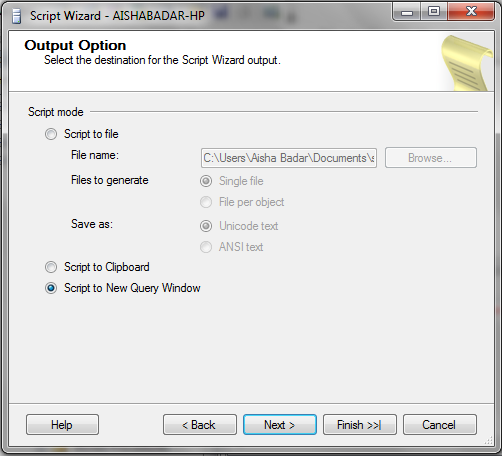 Script Wizard - AISHABADAR-HP
Output Option
Select the destination for the Script Wizard output.
Script mode
Script to file
File name: C:\Users\Aisha Badar\Documents\s Browse...
Files to generate Single file
File per object
Save as: Unicode text
ANSI text
Script to Clipboard
Script to New Query Window
Help < Back Next > Finish >>| Cancel